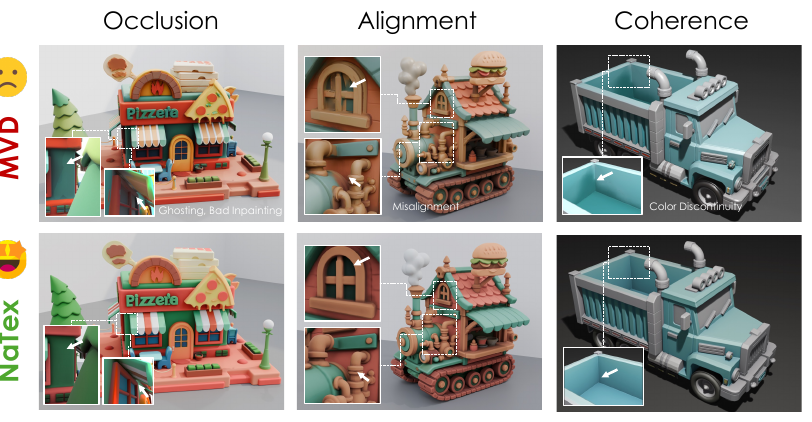 Occlusion
Alignment
Coherence
MVD
Pizzeria
Ghosting, Bad Inpainting
Misalignment
Color Discontinuity
NaTex
Pizzeria